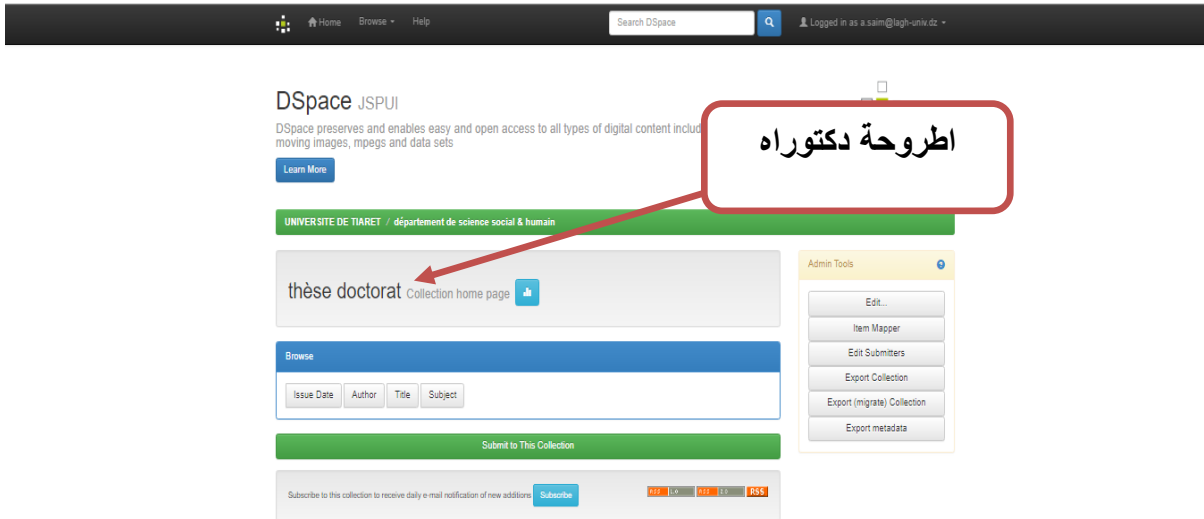 Home Browse Help Search DSpace Logged in as a.saim@lagh-univ.dz
DSpace JSPUI
DSpace preserves and enables easy and open access to all types of digital content includ
moving images, mpegs and data sets
Learn More
اطروحة دكتوراه
UNIVERSITE DE TIARET / département de science social & humain
thèse doctorat Collection home page
Admin Tools
Edit...
Item Mapper
Edit Submitters
Export Collection
Export (migrate) Collection
Export metadata
Browse
Issue Date Author Title Subject
Submit to This Collection
Subscribe to this collection to receive daily e-mail notification of new additions Subscribe
RSS RSS RSS